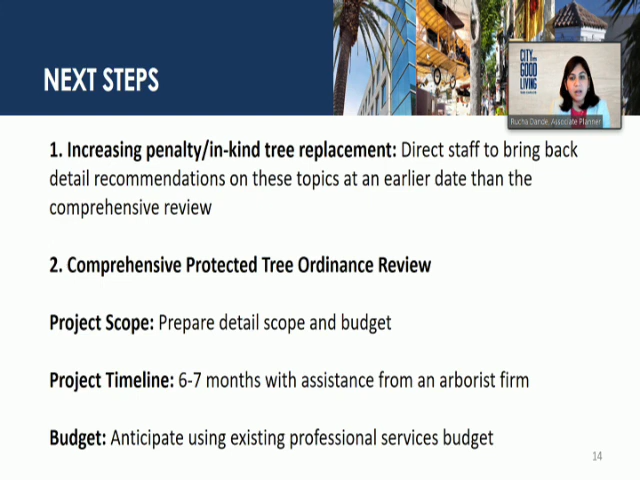 NEXT STEPS
CITY
GOOD
LIVING
Rucha Dande, Associate Planner
1. Increasing penalty/in-kind tree replacement: Direct staff to bring back
detail recommendations on these topics at an earlier date than the
comprehensive review
2. Comprehensive Protected Tree Ordinance Review
Project Scope: Prepare detail scope and budget
Project Timeline: 6-7 months with assistance from an arborist firm
Budget: Anticipate using existing professional services budget
14